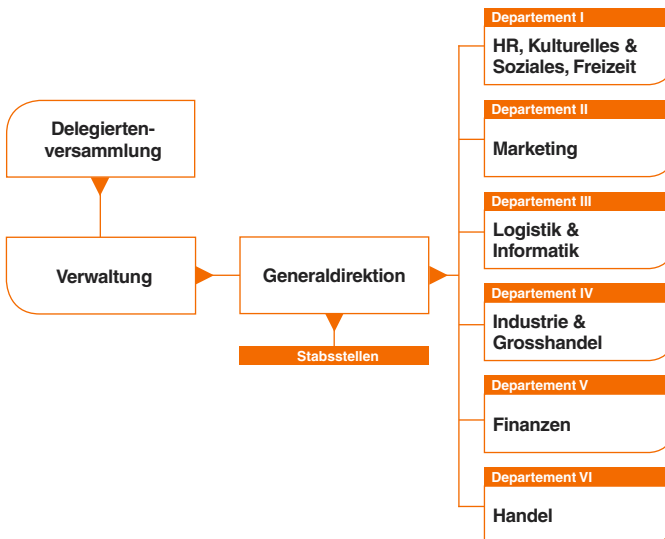 Delegierten-
versammlung
Verwaltung
Generaldirektion
Stabsstellen
Departement I
HR, Kulturelles &
Soziales, Freizeit
Departement II
Marketing
Departement III
Logistik &
Informatik
Departement IV
Industrie &
Grosshandel
Departement V
Finanzen
Departement VI
Handel